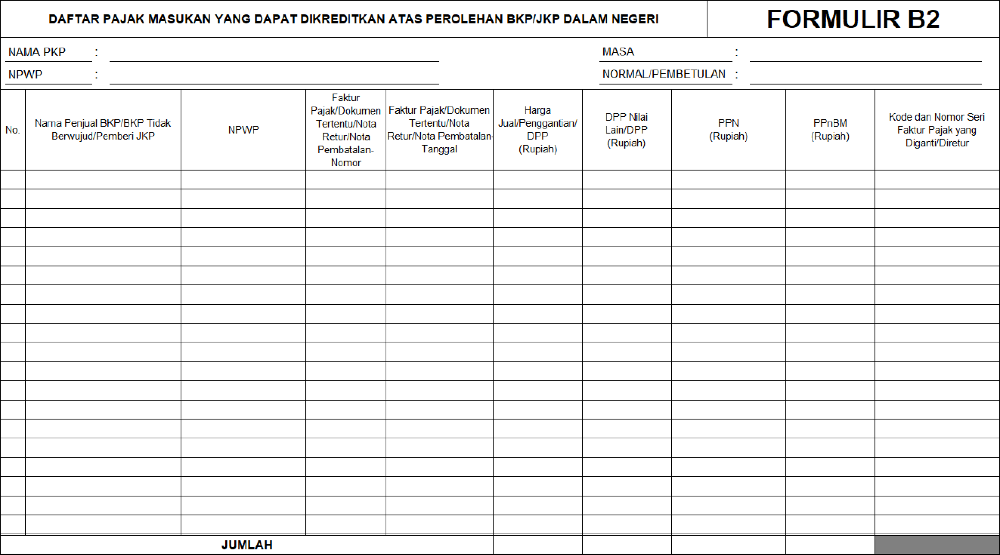 DAFTAR PAJAK MASUKAN YANG DAPAT DIKREDITKAN ATAS PEROLEHAN BKP/JKP DALAM NEGERI
FORMULIR B2
NAMA PKP :
MASA :
NPWP :
NORMAL/PEMBETULAN :
No.
Nama Penjual BKP/BKP Tidak
Berwujud/Pemberi JKP
NPWP
Faktur
Pajak/Dokumen
Tertentu/Nota
Retur/Nota
Pembatalan-
Nomor
Faktur Pajak/Dokumen
Tertentu/Nota
Retur/Nota Pembatalan-
Tanggal
Harga
Jual/Penggantian/
DPP
(Rupiah)
DPP Nilai
Lain/DPP
(Rupiah)
PPN
(Rupiah)
PPnBM
(Rupiah)
Kode dan Nomor Seri
Faktur Pajak yang
Diganti/Diretur
JUMLAH